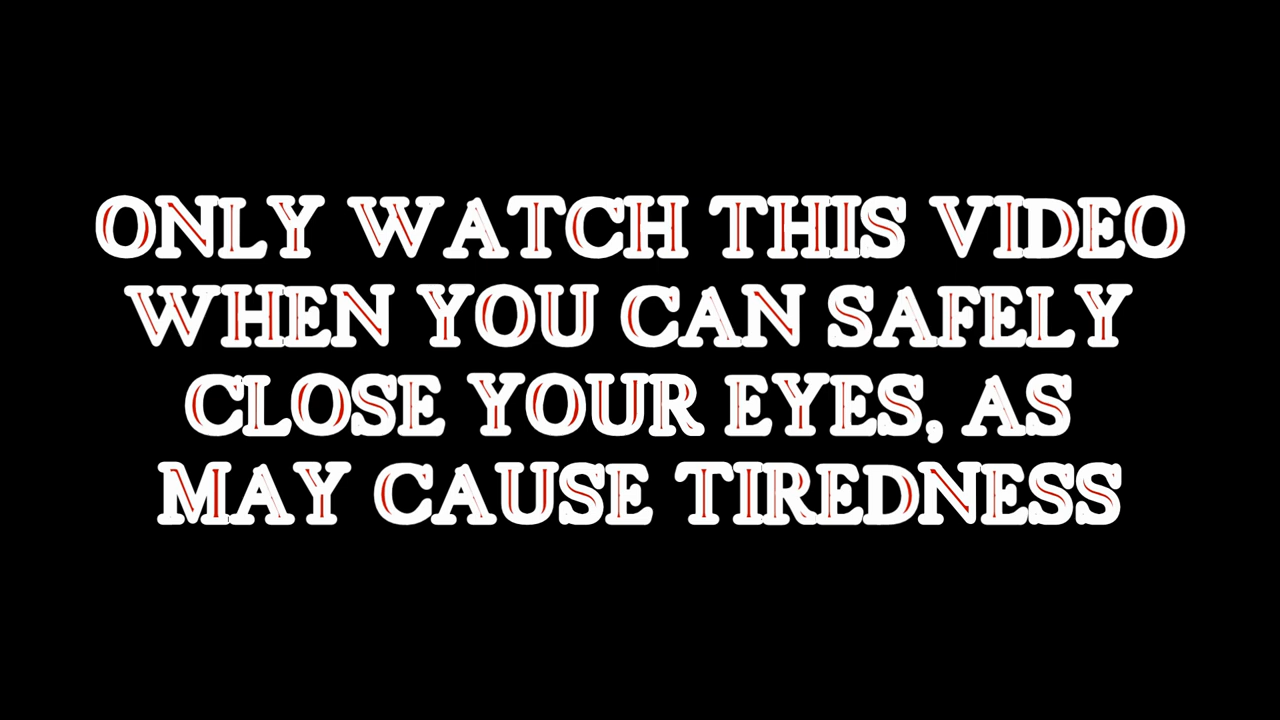 ONLY WATCH THIS VIDEO
WHEN YOU CAN SAFELY
CLOSE YOUR EYES, AS
MAY CAUSE TIREDNESS